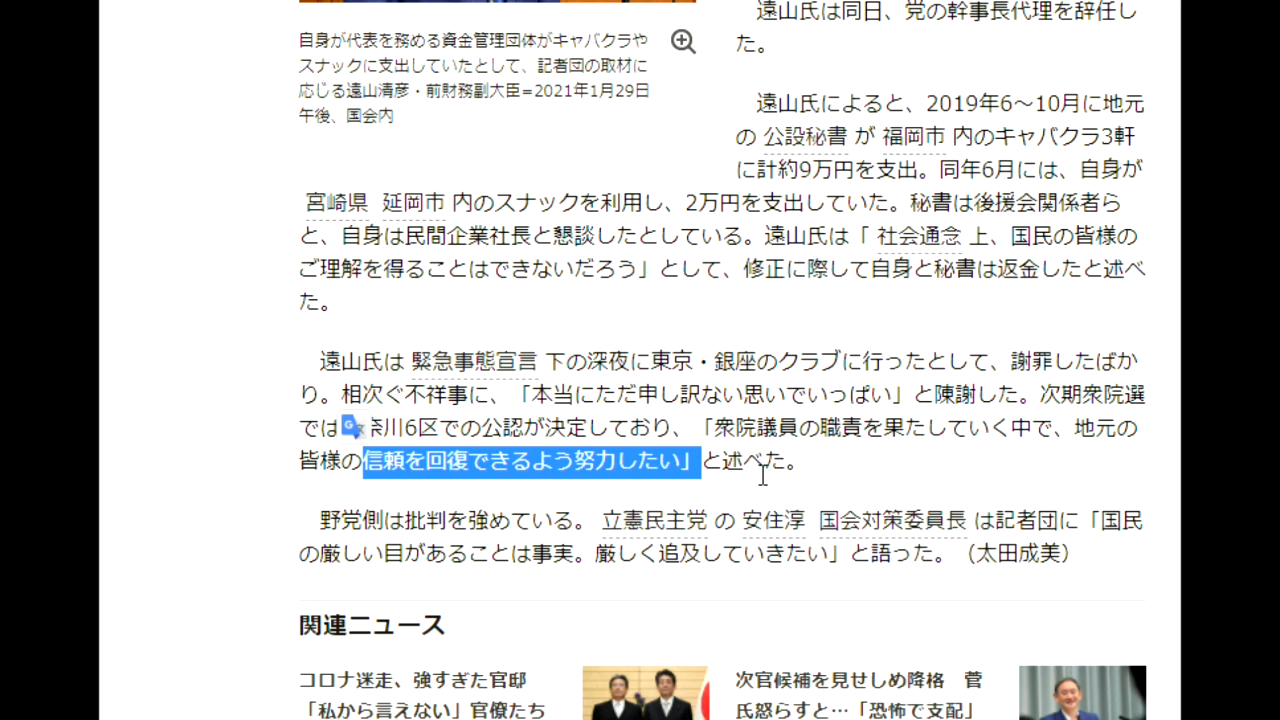 自身が代表を務める資金管理団体がキャバクラや
スナックに支出していたとして、記者団の取材に
応じる遠山清彦・前財務副大臣=2021年1月29日
午後、国会内
遠山氏は同日、党の幹事長代理を辞任し
た。
遠山氏によると、2019年6～10月に地元
の 公設秘書 が 福岡市 内のキャバクラ3軒
に計約9万円を支出。同年6月には、自身が
宮崎県 延岡市 内のスナックを利用し、2万円を支出していた。秘書は後援会関係者ら
と、自身は民間企業社長と懇談したとしている。遠山氏は「 社会通念 上、国民の皆様の
ご理解を得ることはできないだろう」として、修正に際して自身と秘書は返金したと述べ
た。
遠山氏は 緊急事態宣言 下の深夜に東京・銀座のクラブに行ったとして、謝罪したばか
り。相次ぐ不祥事に、「本当にただ申し訳ない思いでいっぱい」と陳謝した。次期衆院選
では 奈川6区での公認が決定しており、「衆院議員の職責を果たしていく中で、地元の
皆様の信頼を回復できるよう努力したい」と述べた。
野党側は批判を強めている。 立憲民主党 の 安住淳 国会対策委員長 は記者団に「国民
の厳しい目があることは事実。厳しく追及していきたい」と語った。（太田成美）
関連ニュース
コロナ迷走、強すぎた官邸
「私から言えない」官僚たち
次官候補を見せしめ降格　菅
氏怒らすと…「恐怖で支配」